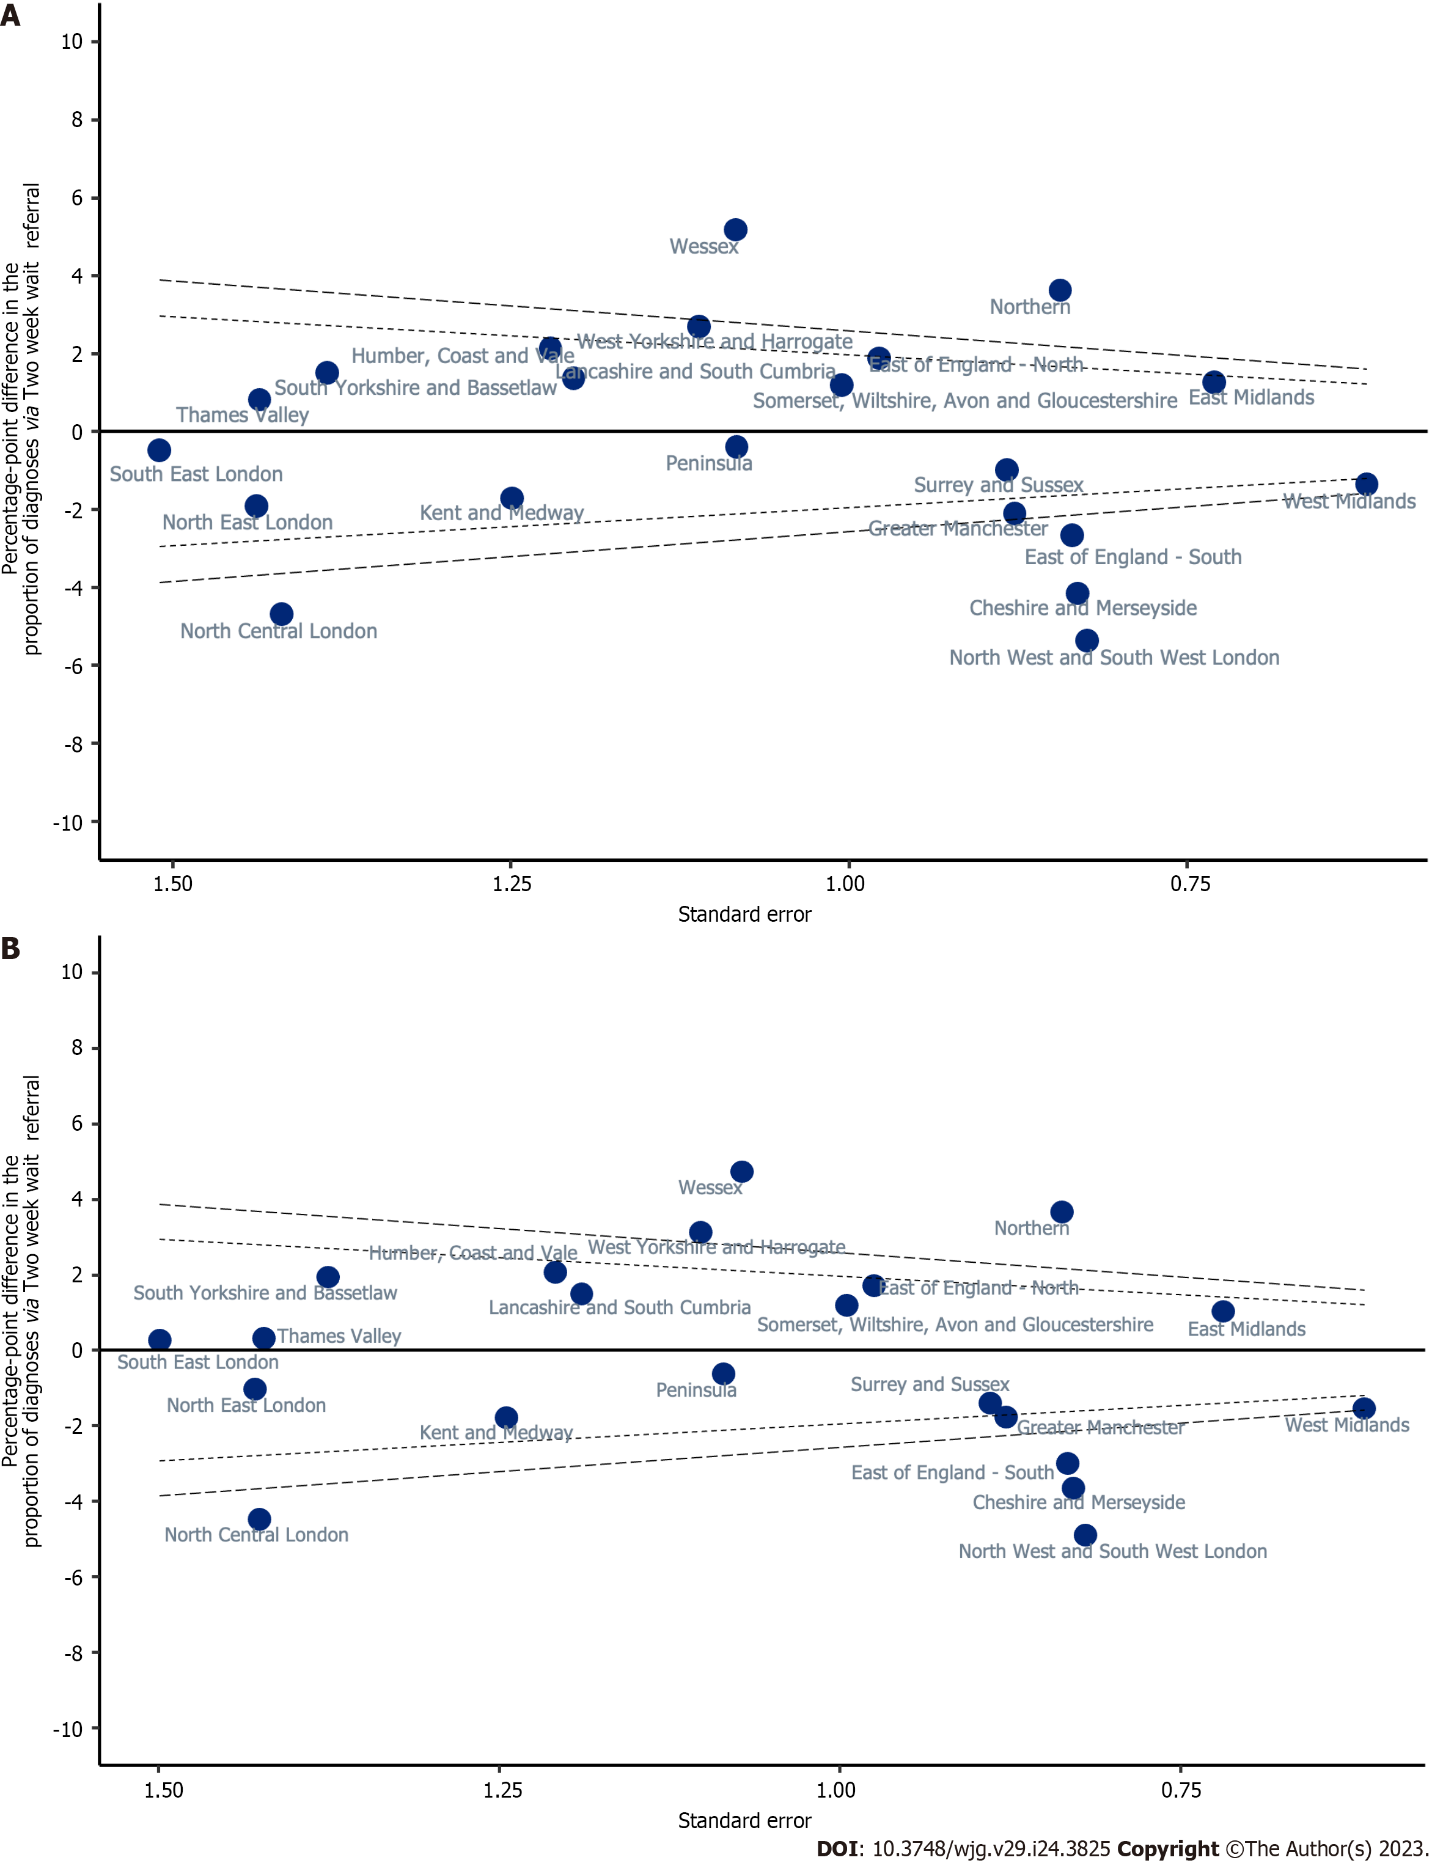 A
10
8
6
4
2
0
-2
-4
-6
-8
-10
Percentage-point difference in the
proportion of diagnoses via Two week wait referral
Wessex
Northern
West Yorkshire and Harrogate
Humber, Coast and Vale
East of England - North
Lancashire and South Cumbria
South Yorkshire and Bassetlaw
Somerset, Wiltshire, Avon and Gloucestershire
East Midlands
Thames Valley
Peninsula
South East London
Surrey and Sussex
West Midlands
Kent and Medway
North East London
Greater Manchester
East of England - South
Cheshire and Merseyside
North Central London
North West and South West London
1.50
1.25
1.00
0.75
Standard error
B
10
8
6
4
2
0
-2
-4
-6
-8
-10
Percentage-point difference in the
proportion of diagnoses via Two week wait referral
Wessex
Northern
West Yorkshire and Harrogate
Humber, Coast and Vale
East of England - North
South Yorkshire and Bassetlaw
Lancashire and South Cumbria
Somerset, Wiltshire, Avon and Gloucestershire
East Midlands
Thames Valley
South East London
Surrey and Sussex
Peninsula
North East London
West Midlands
Greater Manchester
Kent and Medway
East of England - South
Cheshire and Merseyside
North Central London
North West and South West London
1.50
1.25
1.00
0.75
Standard error
DOI: 10.3748/wjg.v29.i24.3825 Copyright ©The Author(s) 2023.